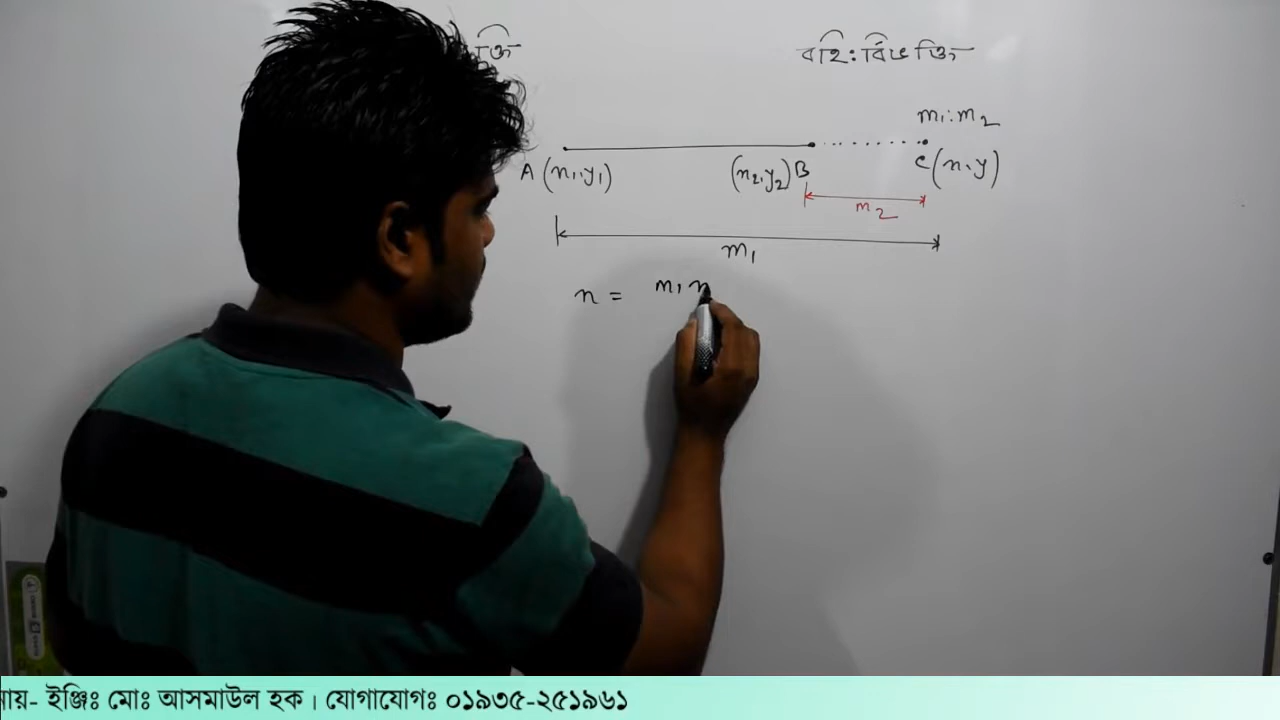 ক্তি
বহিঃবিভক্তি
m₁:m₂
A (x₁,y₁)
(x₂,y₂) B
C (x,y)
m₂
m₁
x = m₁x
নায়- ইঞ্জিঃ মোঃ আসমাউল হক। যোগাযোগঃ ০১৯৩৫-২৫১৯৬১